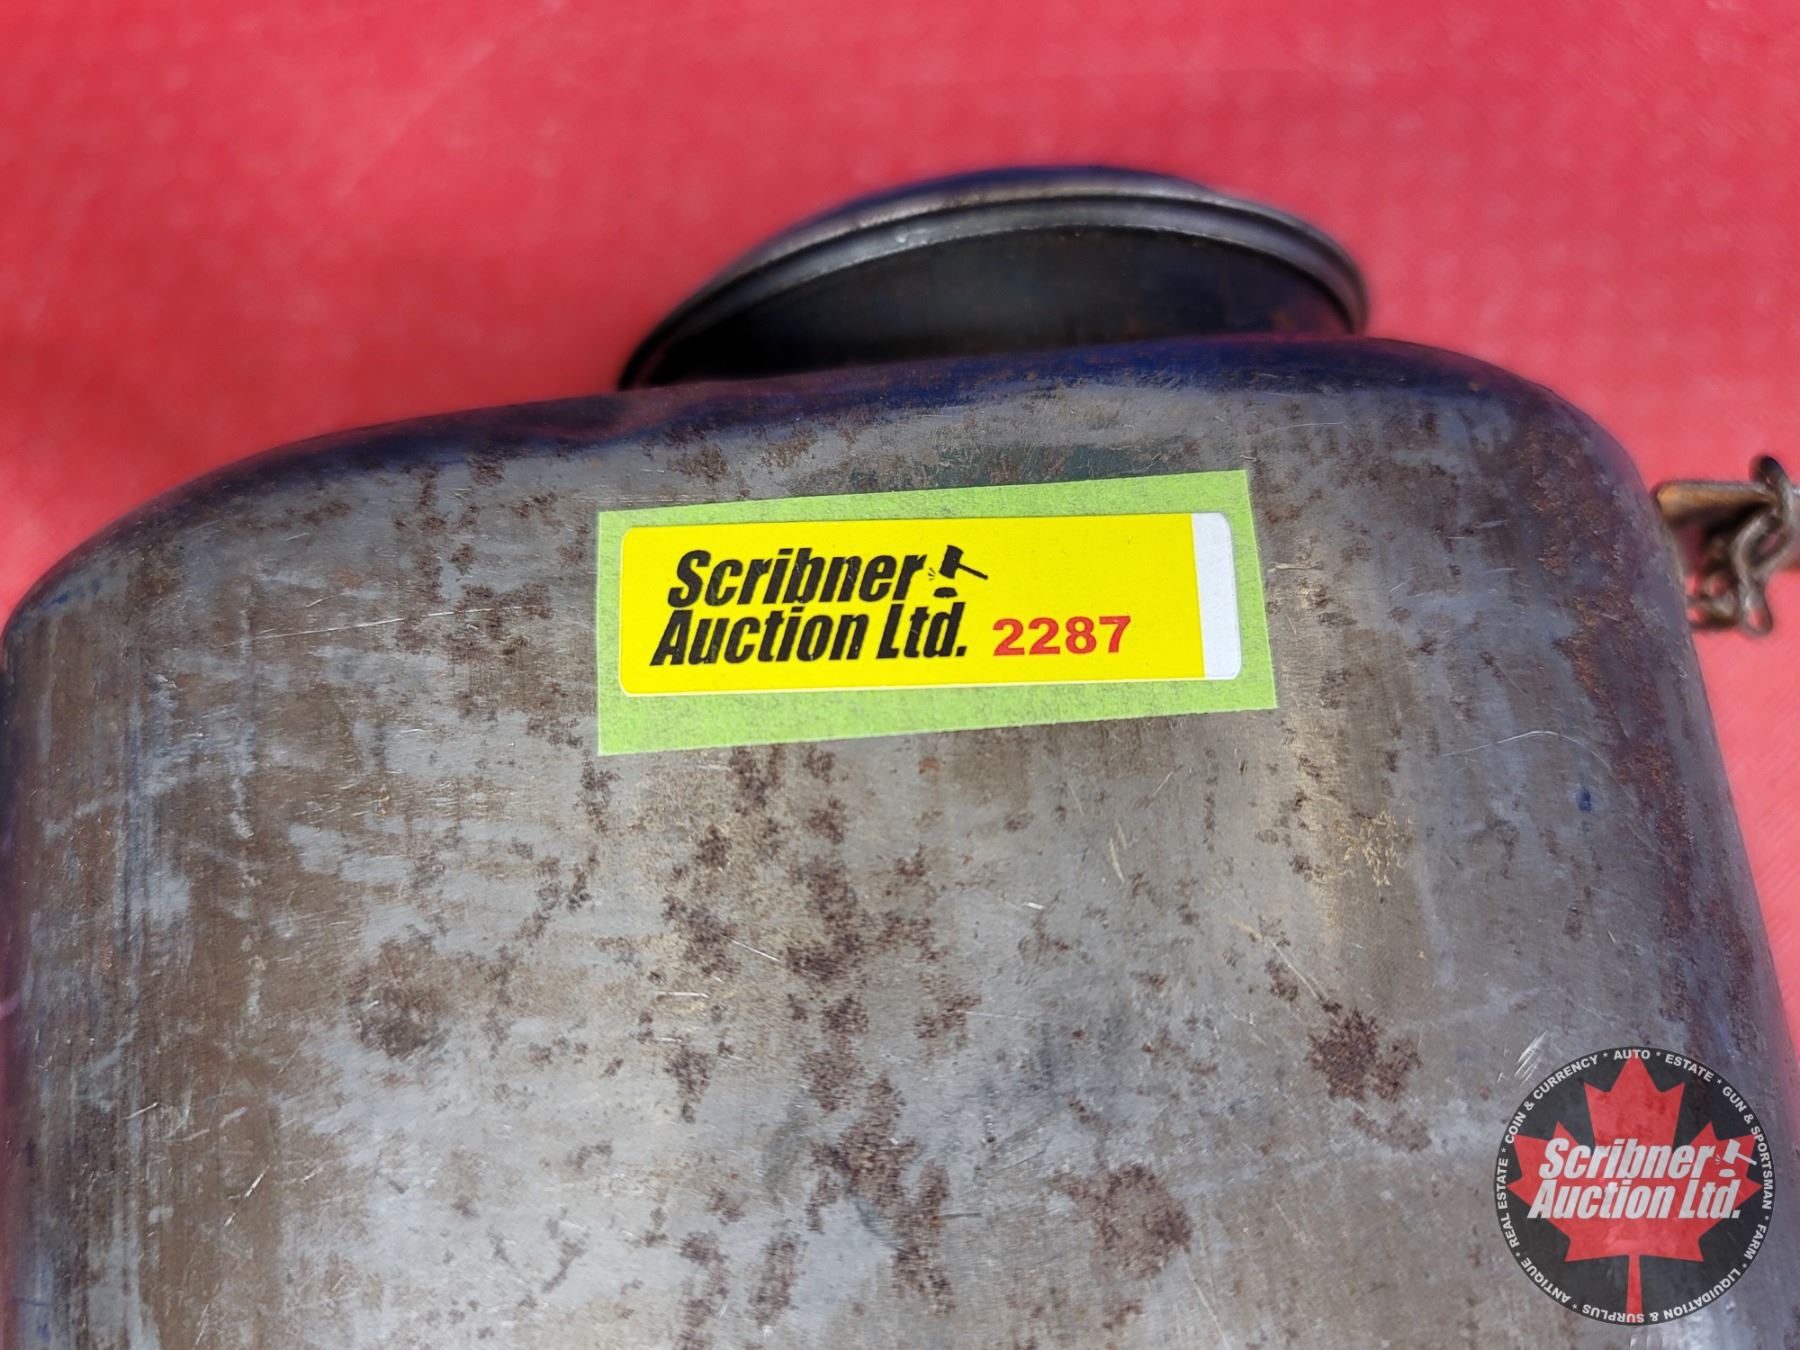 Scribner
Auction Ltd. 2287
COIN & CURRENCY * AUTO * ESTATE * GUN & SPORTSMAN * FARM * LIQUIDATION & SURPLUS * ANTIQUE * REAL ESTATE *
Scribner
Auction Ltd.